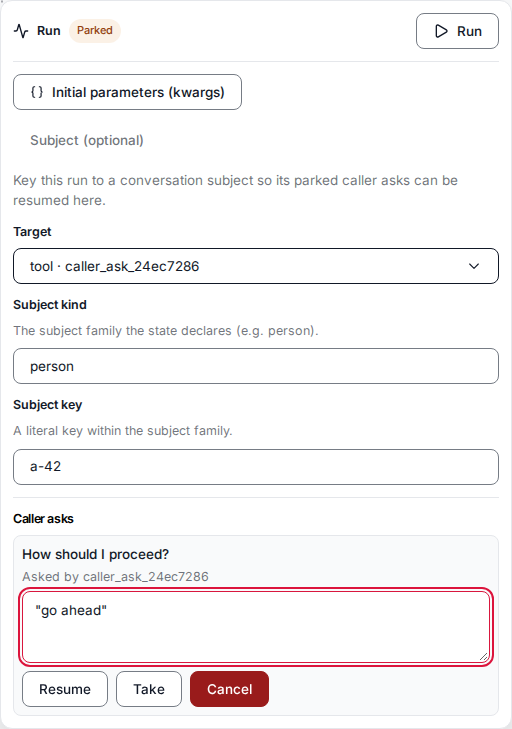 Run Parked Run
{} Initial parameters (kwargs)
Subject (optional)
Key this run to a conversation subject so its parked caller asks can be
resumed here.
Target
tool · caller_ask_24ec7286
Subject kind
The subject family the state declares (e.g. person).
person
Subject key
A literal key within the subject family.
a-42
Caller asks
How should I proceed?
Asked by caller_ask_24ec7286
"go ahead"
Resume Take Cancel